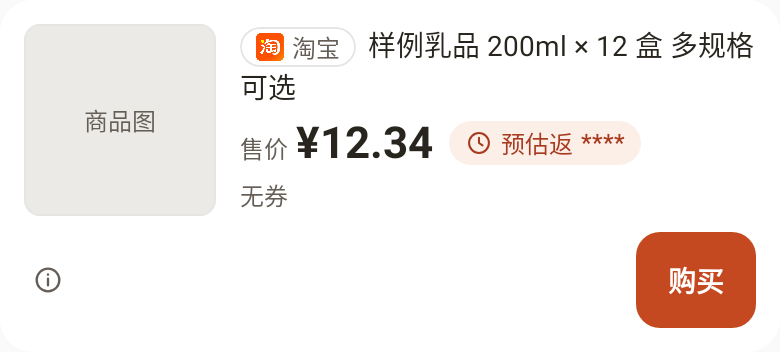 商品图
淘 淘宝 样例乳品 200ml × 12 盒 多规格
可选
售价 ¥12.34 预估返 ****
无券
购买